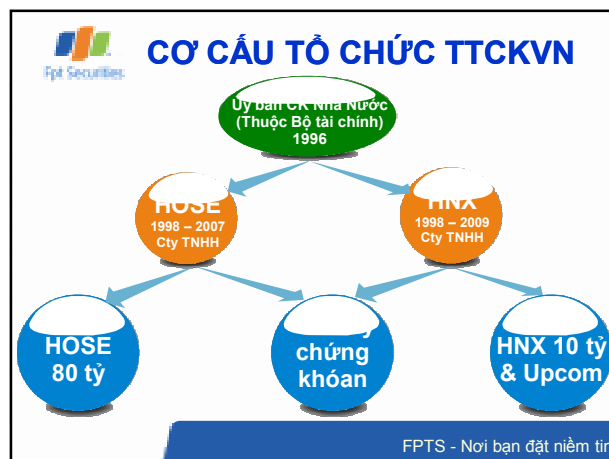 Fpt Securities
CƠ CẤU TỔ CHỨC TTCKVN
Ủy ban CK Nhà Nước
(Thuộc Bộ tài chính)
1996
HOSE
1998 – 2007
Cty TNHH
HNX
1998 – 2009
Cty TNHH
HOSE
80 tỷ
chứng
khóan
HNX 10 tỷ
& Upcom
FPTS - Nơi bạn đặt niềm tin